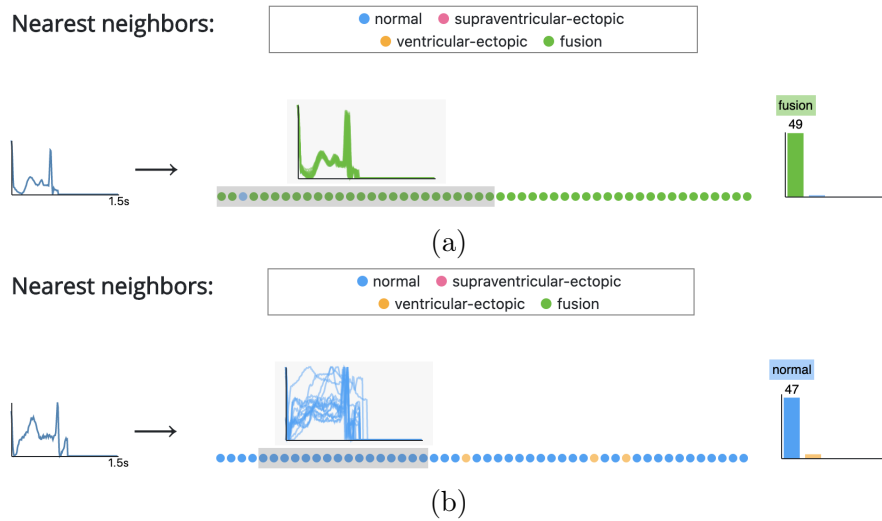 Nearest neighbors:
normal
supraventricular-ectopic
ventricular-ectopic
fusion
fusion
49
1.5s
(a)
Nearest neighbors:
normal
supraventricular-ectopic
ventricular-ectopic
fusion
normal
47
1.5s
(b)